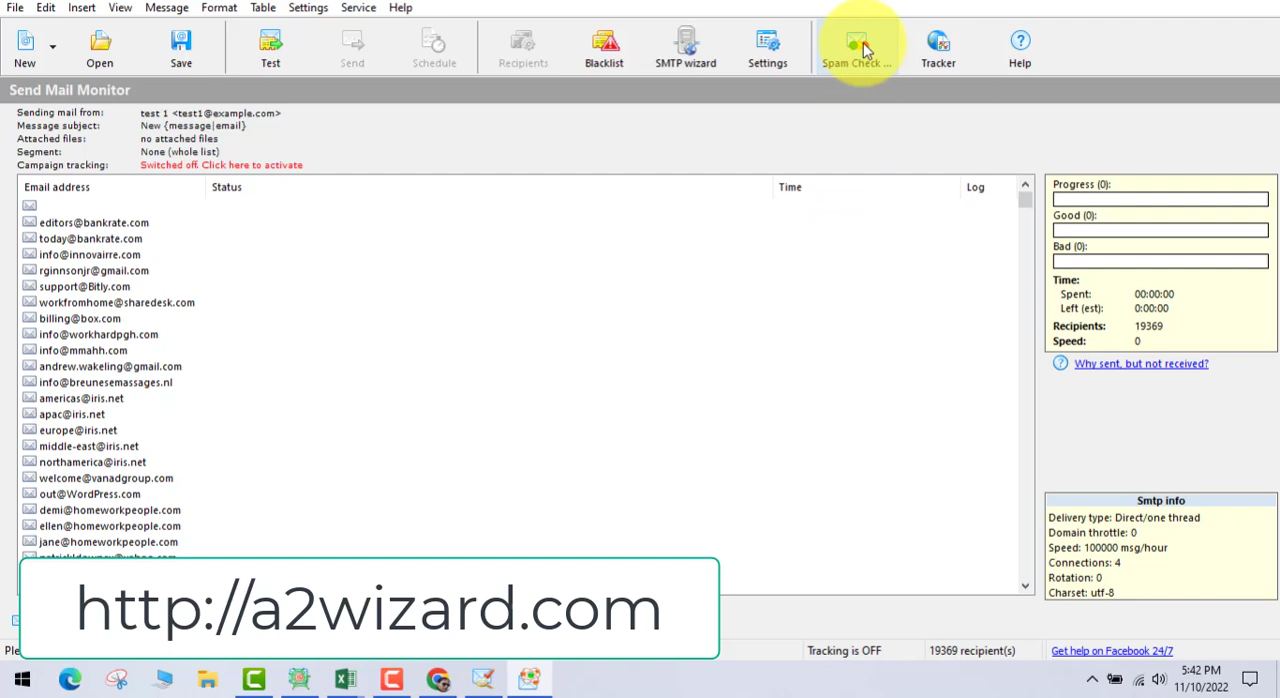 File Edit Insert View Message Format Table Settings Service Help
New Open Save Test Send Schedule Recipients Blacklist SMTP wizard Settings Spam Check ... Tracker Help
Send Mail Monitor
Sending mail from: test 1 <test1@example.com>
Message subject: New {message|email}
Attached files: no attached files
Segment: None (whole list)
Campaign tracking: Switched off. Click here to activate
Email address Status Time Log
editors@bankrate.com
today@bankrate.com
info@innovairre.com
rginnsonjr@gmail.com
support@Bitly.com
workfromhome@sharedesk.com
billing@box.com
info@workhardpgh.com
info@mmahh.com
andrew.wakeling@gmail.com
info@breunesemassages.nl
americas@iris.net
apac@iris.net
europe@iris.net
middle-east@iris.net
northamerica@iris.net
welcome@vanadgroup.com
out@WordPress.com
demi@homeworkpeople.com
ellen@homeworkpeople.com
jane@homeworkpeople.com
Progress (0):
Good (0):
Bad (0):
Time:
Spent: 00:00:00
Left (est): 0:00:00
Recipients: 19369
Speed: 0
Why sent, but not received?
Smtp info
Delivery type: Direct/one thread
Domain throttle: 0
Speed: 100000 msg/hour
Connections: 4
Rotation: 0
Charset: utf-8
http://a2wizard.com
Tracking is OFF 19369 recipient(s) Get help on Facebook 24/7
5:42 PM
11/10/2022